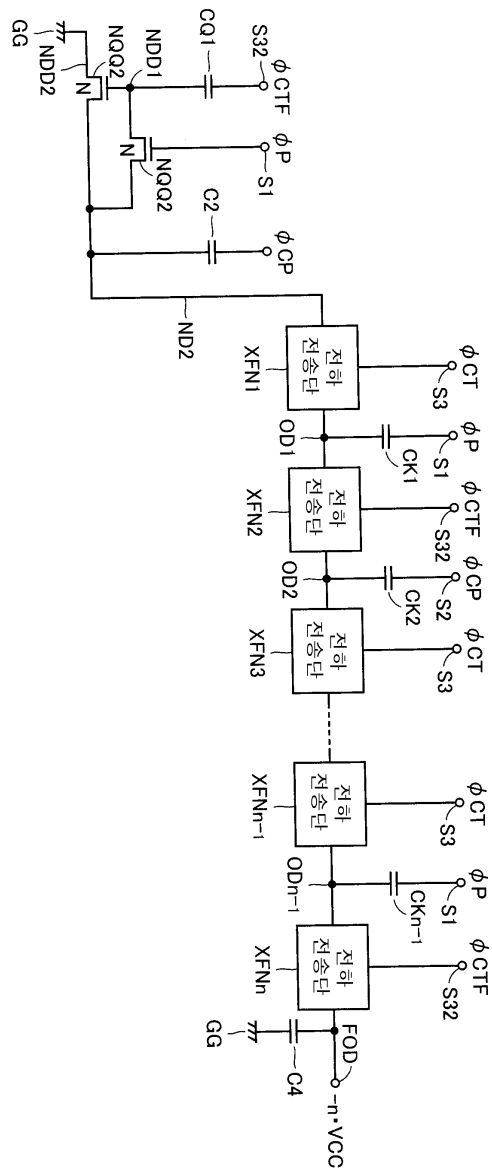 φCTF
S32
CQ1
NDD1
NQQ2
N
NDD2
GG
φP
S1
N
NQQ2
φCP
C2
ND2
φCT
S3
전하
전송단
XFN1
φP
S1
CK1
OD1
φCTF
S32
전하
전송단
XFN2
φCP
S2
CK2
OD2
φCT
S3
전하
전송단
XFN3
φCT
S3
전하
전송단
XFNn-1
φP
S1
CKn-1
ODn-1
φCTF
S32
전하
전송단
XFNn
FOD
-n•VCC
C4
GG